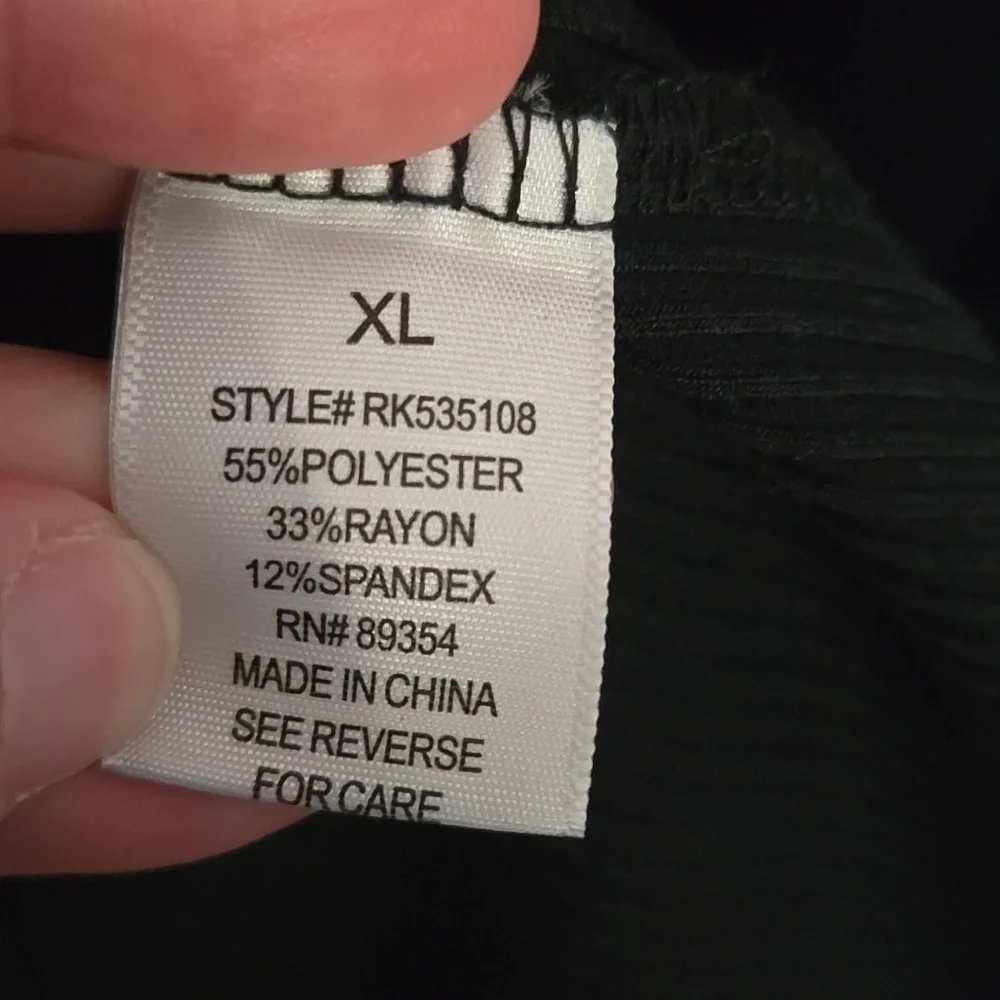 XL
STYLE# RK535108
55%POLYESTER
33%RAYON
12%SPANDEX
RN# 89354
MADE IN CHINA
SEE REVERSE
FOR CARE